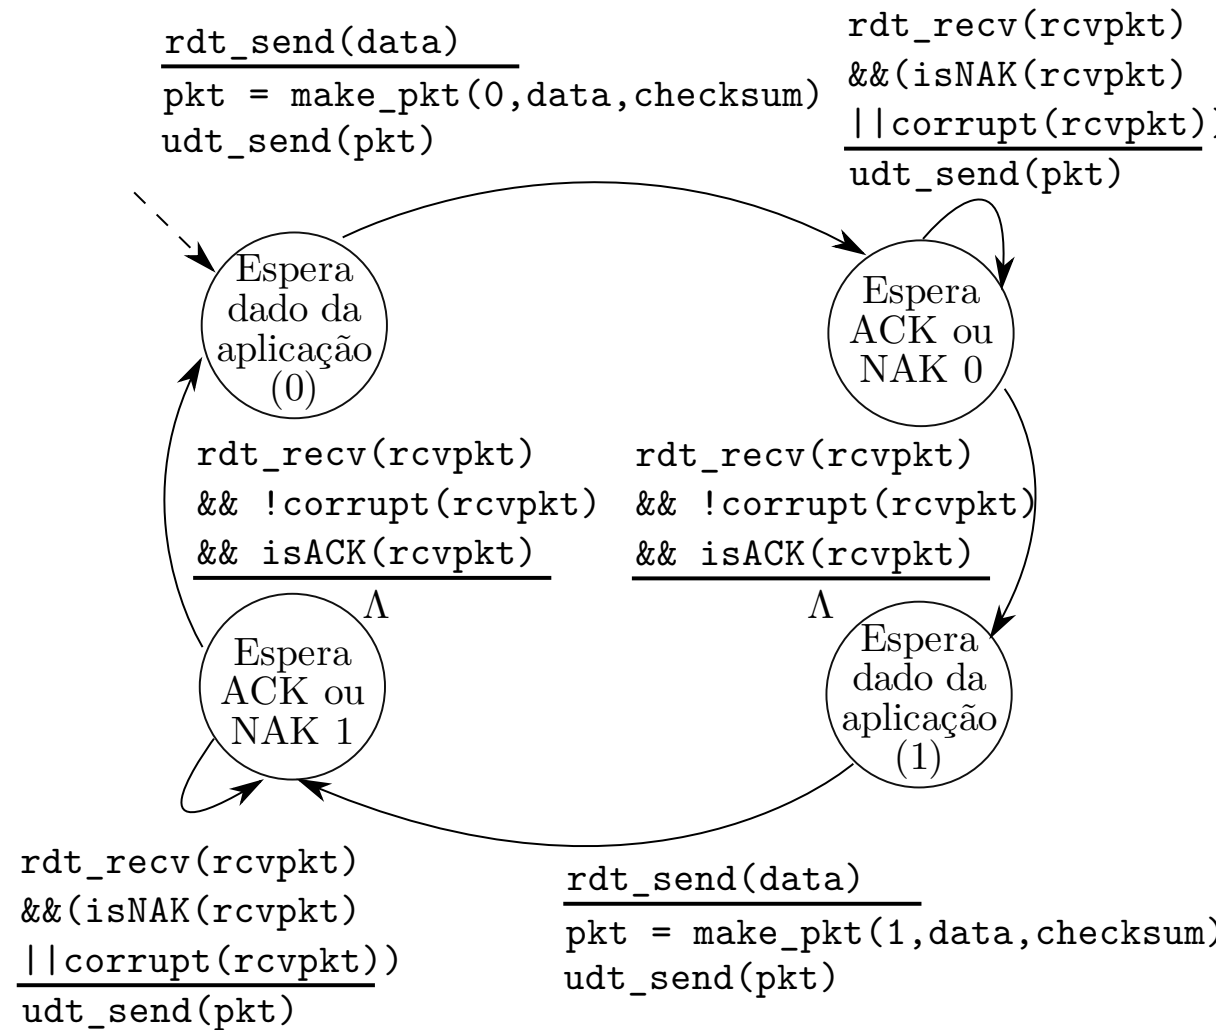 rdt_send(data)
pkt = make_pkt(0,data,checksum)
udt_send(pkt)
rdt_recv(rcvpkt)
&&(isNAK(rcvpkt)
||corrupt(rcvpkt))
udt_send(pkt)
Espera
dado da
aplicação
(0)
Espera
ACK ou
NAK 0
rdt_recv(rcvpkt)
&& !corrupt(rcvpkt)
&& isACK(rcvpkt)
Λ
rdt_recv(rcvpkt)
&& !corrupt(rcvpkt)
&& isACK(rcvpkt)
Λ
Espera
ACK ou
NAK 1
Espera
dado da
aplicação
(1)
rdt_recv(rcvpkt)
&&(isNAK(rcvpkt)
||corrupt(rcvpkt))
udt_send(pkt)
rdt_send(data)
pkt = make_pkt(1,data,checksum)
udt_send(pkt)